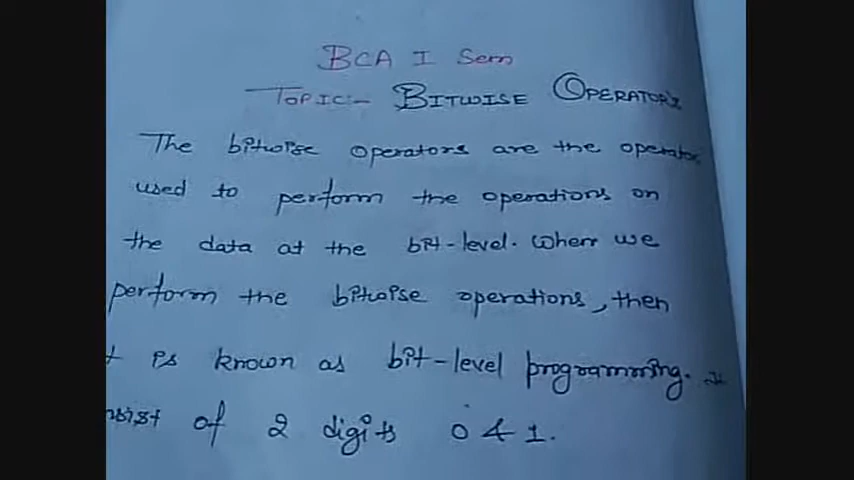 BCA I Sem
TOPIC:- BITWISE OPERATORS
The bitwise operators are the operator
used to perform the operations on
the data at the bit-level. When we
perform the bitwise operations, then
t is known as bit-level programming. It
nsist of 2 digits 0 & 1.